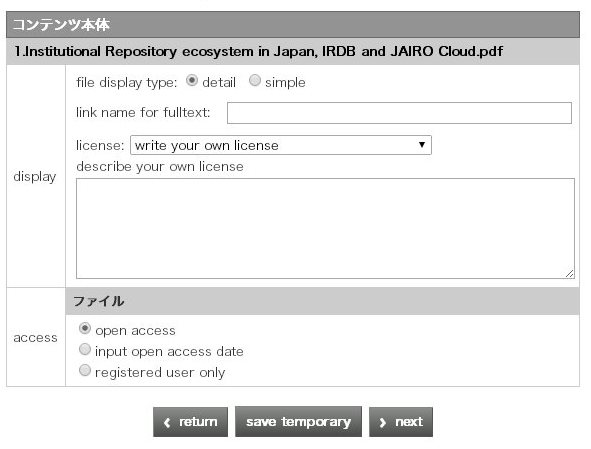 コンテンツ本体
1.Institutional Repository ecosystem in Japan, IRDB and JAIRO Cloud.pdf
display
file display type: detail simple
link name for fulltext:
license: write your own license
describe your own license
access
ファイル
open access
input open access date
registered user only
return save temporary next